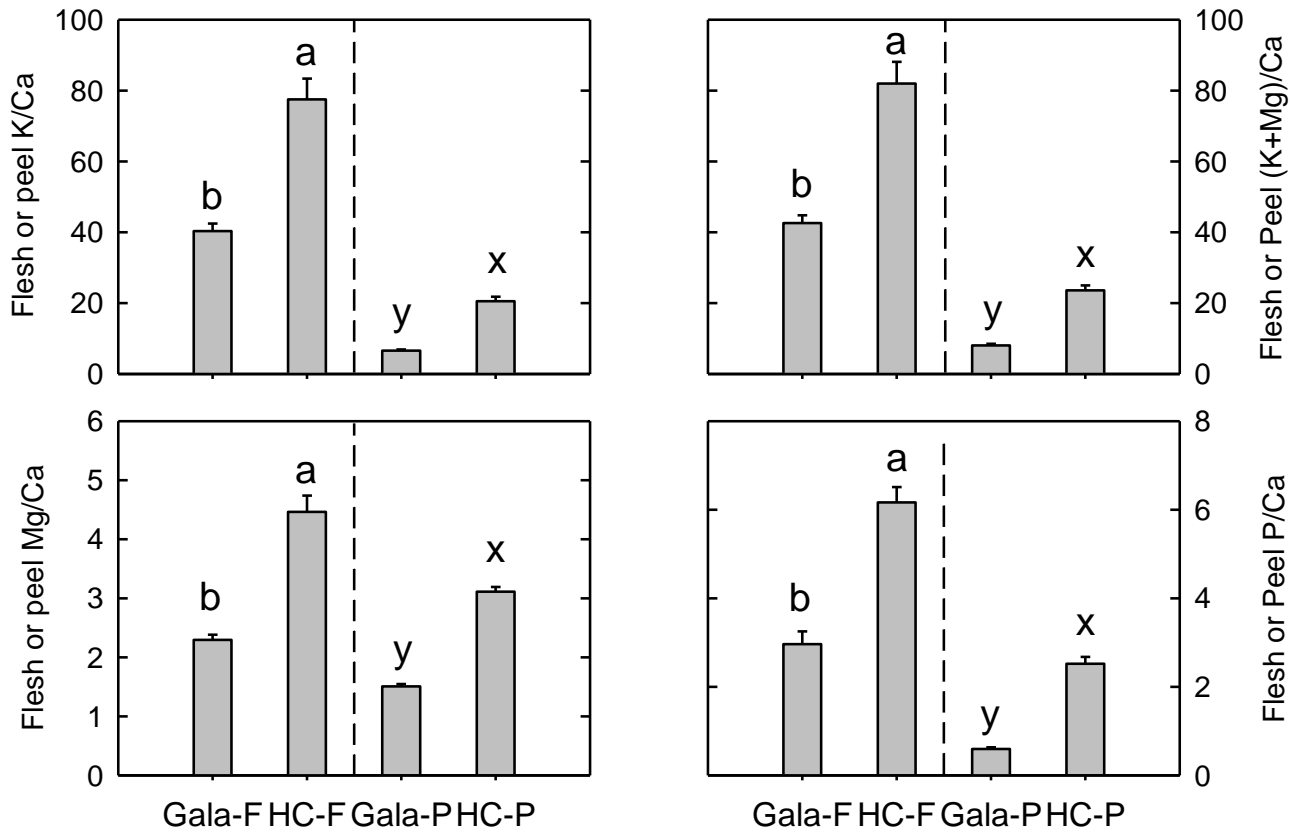 Flesh or peel K/Ca
100
80
60
40
20
0
b
a
y
x
Flesh or Peel (K+Mg)/Ca
100
80
60
40
20
0
b
a
y
x
Flesh or peel Mg/Ca
6
5
4
3
2
1
0
b
a
y
x
Gala-F HC-F Gala-P HC-P
Flesh or Peel P/Ca
8
6
4
2
0
b
a
y
x
Gala-F HC-F Gala-P HC-P